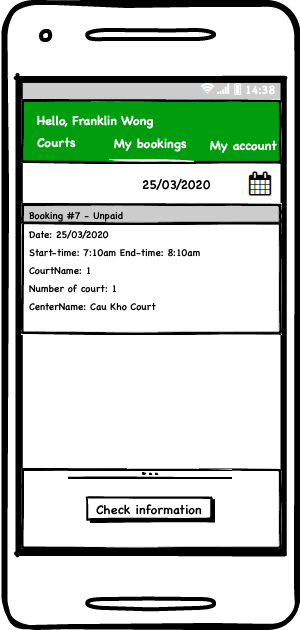 14:38
Hello, Franklin Wong
Courts My bookings My account
25/03/2020
Booking #7 - Unpaid
Date: 25/03/2020
Start-time: 7:10am End-time: 8:10am
CourtName: 1
Number of court: 1
CenterName: Cau Kho Court
...
Check information